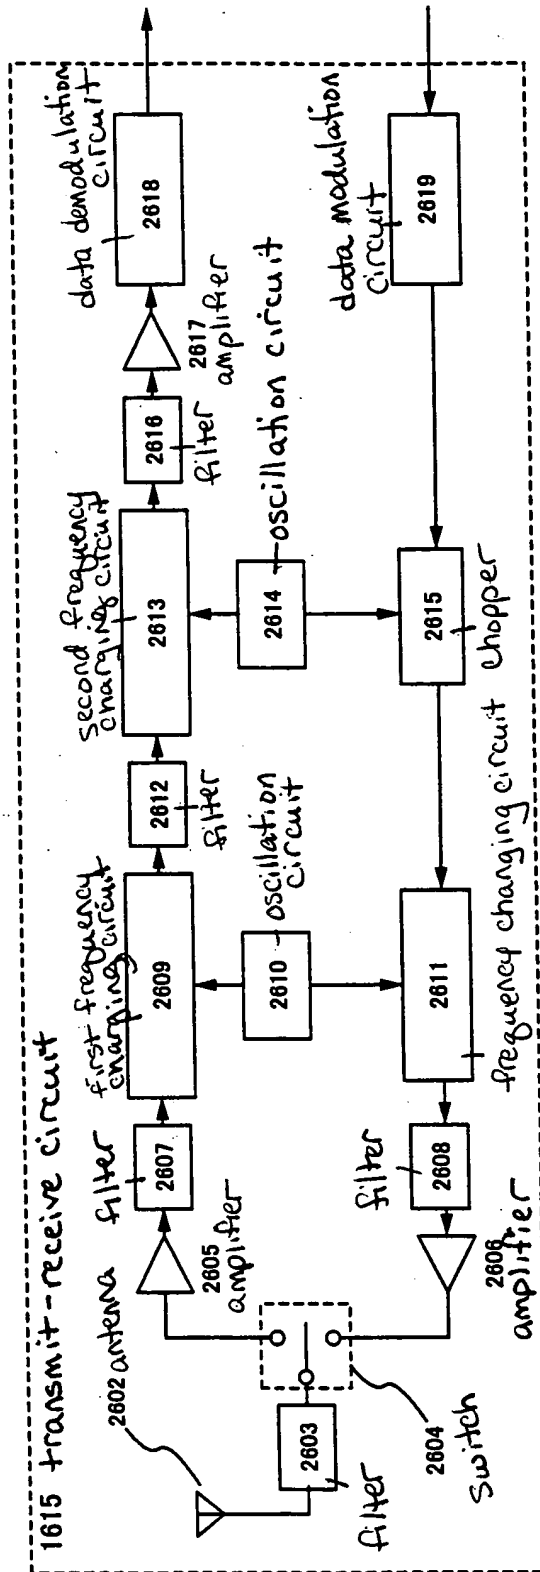 1615 transmit-receive circuit
2602 antenna
2603
filter
2604
switch
2605
amplifier
2607
filter
first frequency
changing
circuit
2609
2612
filter
second frequency
changing circuit
2613
2616
filter
2617
amplifier
data demodulation
circuit
2618
2610
oscillation
circuit
2614
oscillation circuit
2606
amplifier
2608
filter
2611
frequency changing circuit
2615
chopper
2619
data modulation
circuit